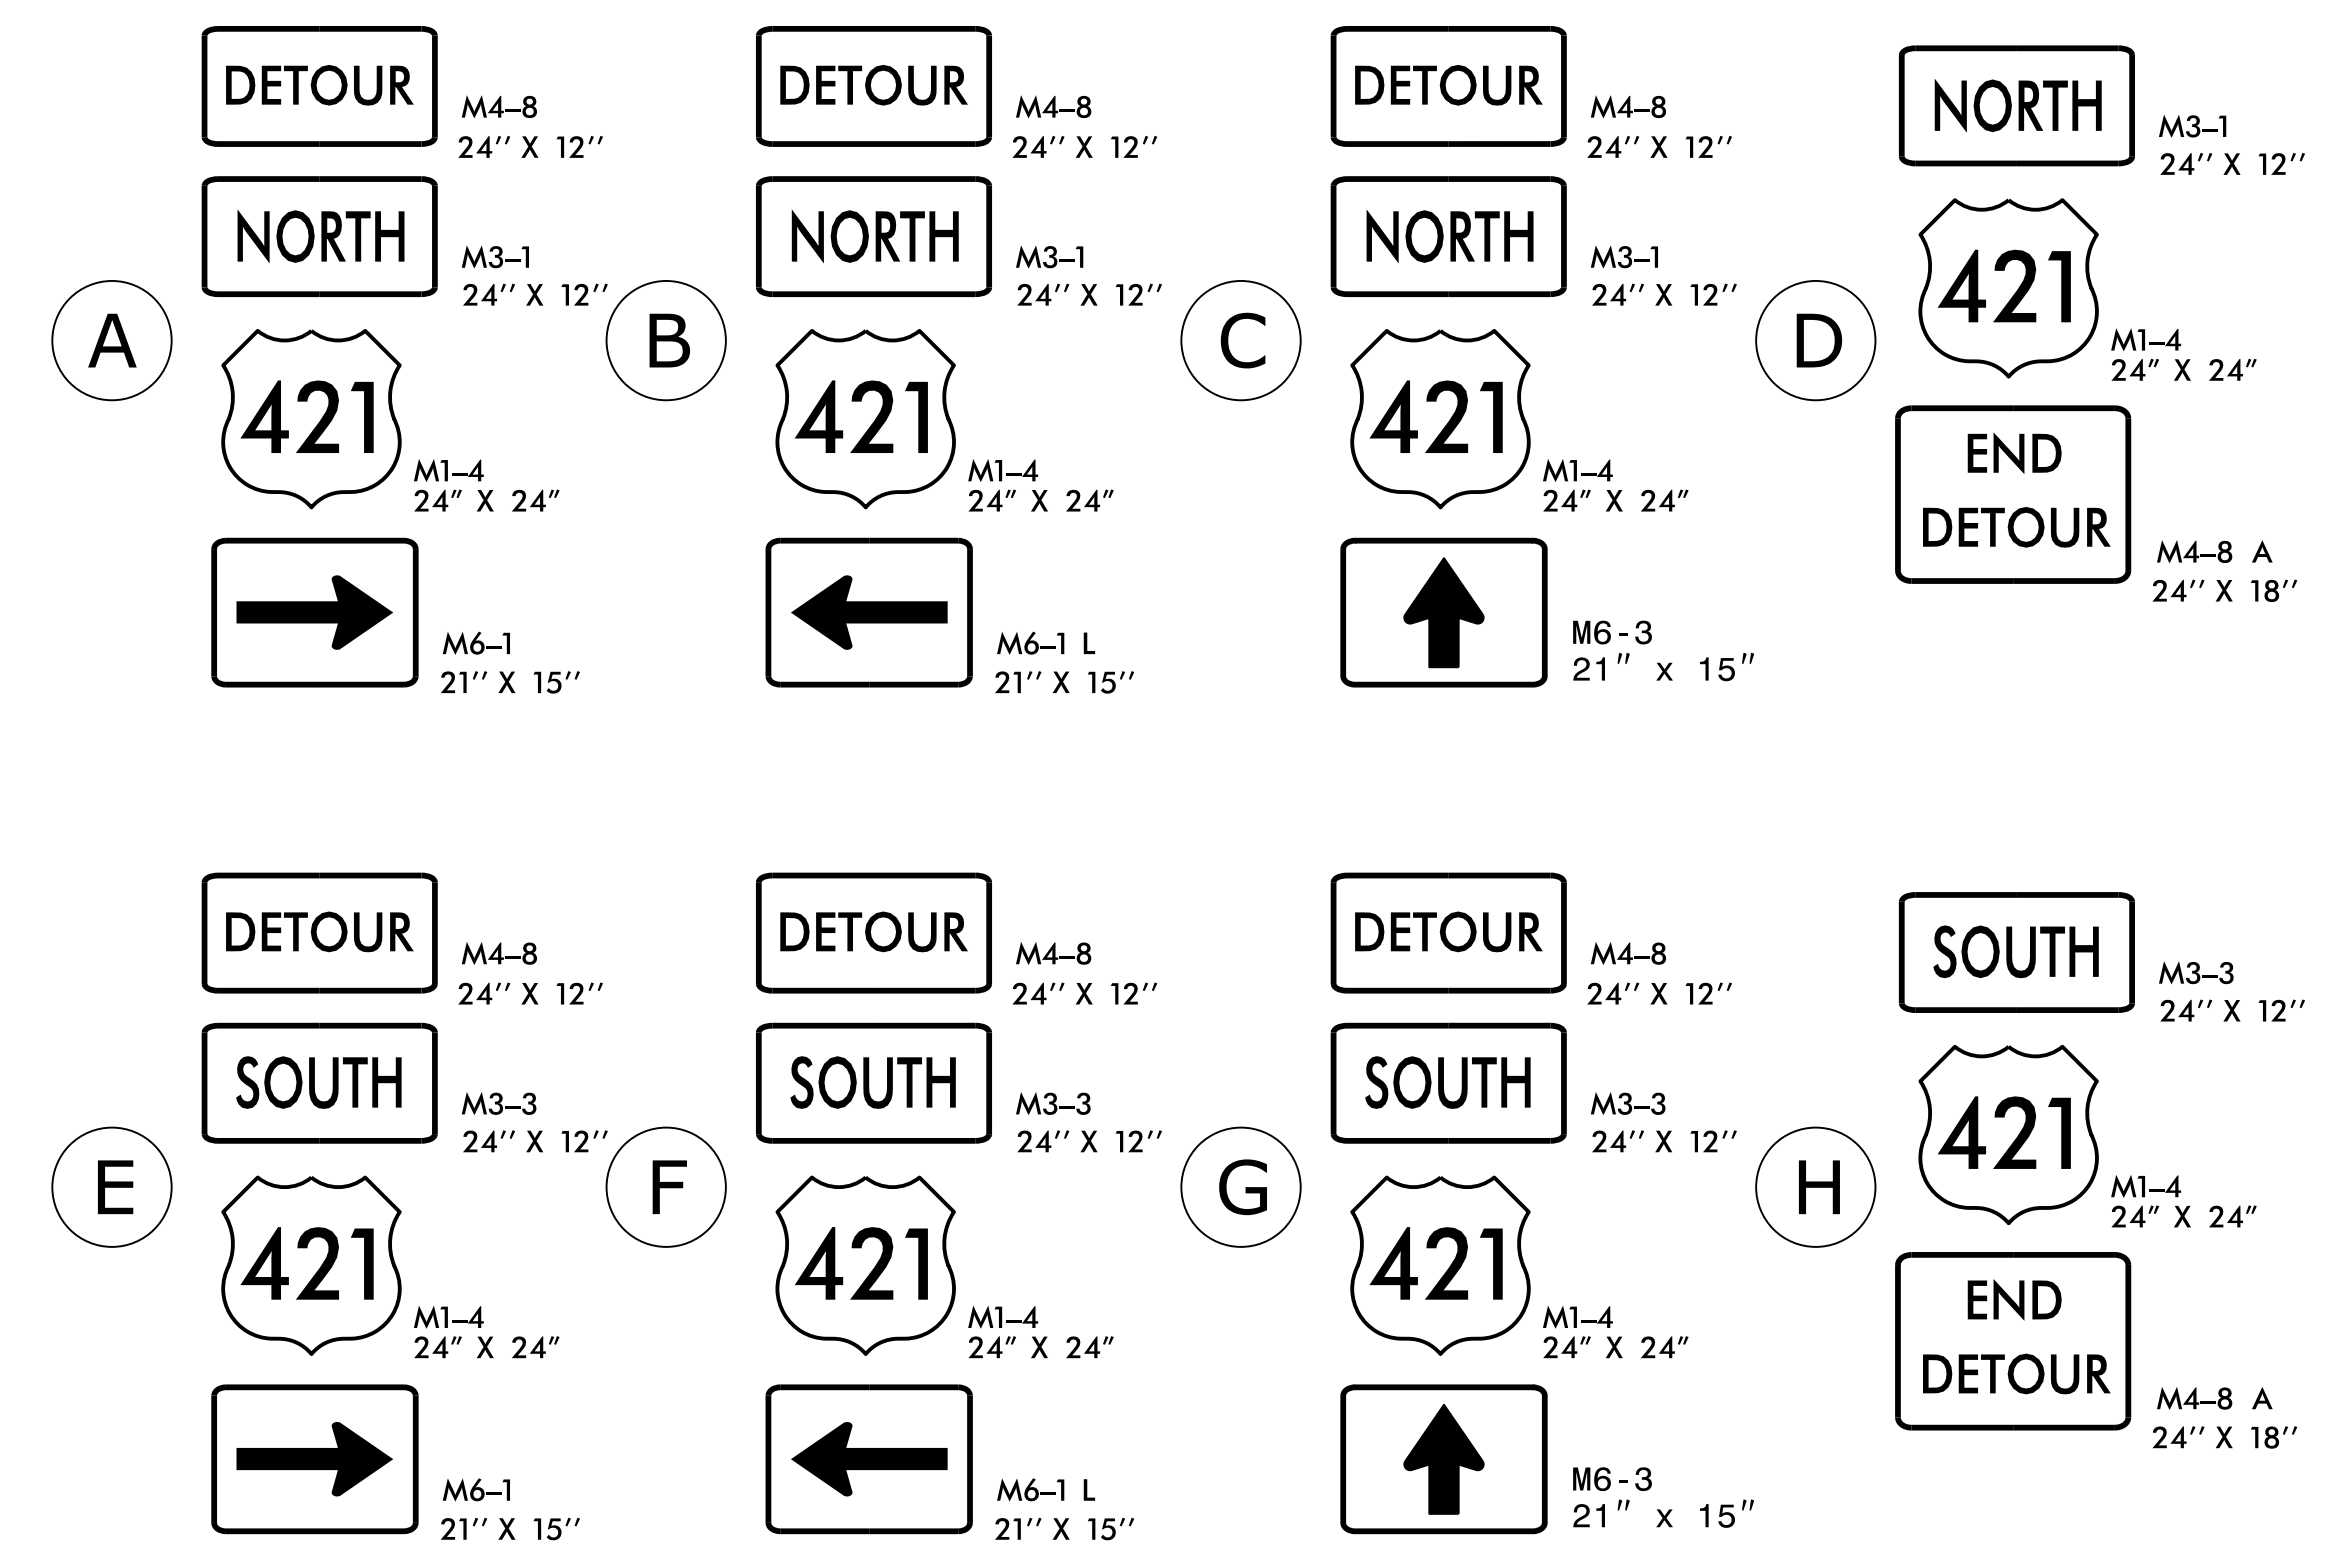 A
DETOUR
M4–8
24'' X 12''
NORTH
M3–1
24'' X 12''
421
M1–4
24" X 24"
M6–1
21'' X 15''
B
DETOUR
M4–8
24'' X 12''
NORTH
M3–1
24'' X 12''
421
M1–4
24" X 24"
M6–1 L
21'' X 15''
C
DETOUR
M4–8
24'' X 12''
NORTH
M3–1
24'' X 12''
421
M1–4
24" X 24"
M6-3
21" x 15"
D
NORTH
M3–1
24'' X 12''
421
M1–4
24" X 24"
END
DETOUR
M4–8 A
24'' X 18''
E
DETOUR
M4–8
24'' X 12''
SOUTH
M3–3
24'' X 12''
421
M1–4
24" X 24"
M6–1
21'' X 15''
F
DETOUR
M4–8
24'' X 12''
SOUTH
M3–3
24'' X 12''
421
M1–4
24" X 24"
M6–1 L
21'' X 15''
G
DETOUR
M4–8
24'' X 12''
SOUTH
M3–3
24'' X 12''
421
M1–4
24" X 24"
M6-3
21" x 15"
H
SOUTH
M3–3
24'' X 12''
421
M1–4
24" X 24"
END
DETOUR
M4–8 A
24'' X 18''